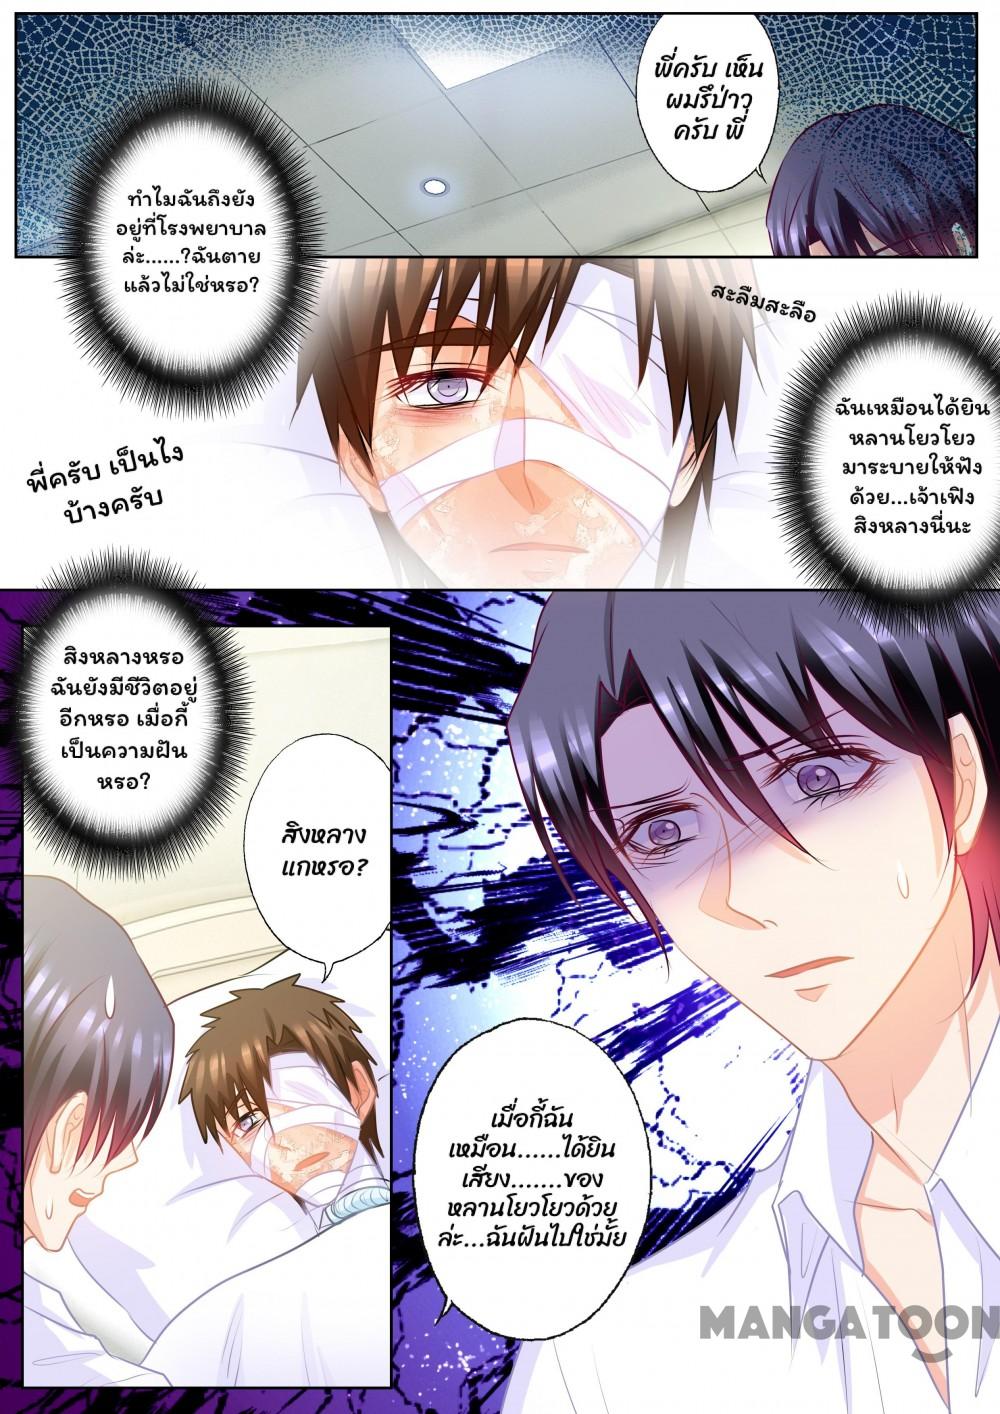 พี่ครับ เห็น
ผมรึป่าว
ครับ พี่
ทำไมฉันถึงยัง
อยู่ที่โรงพยาบาล
ล่ะ......?ฉันตาย
แล้วไม่ใช่หรอ?
สะลืมสะลือ
ฉันเหมือนได้ยิน
หลานโยวโยว
มาระบายให้ฟัง
ด้วย...เจ้าเฟิง
สิงหลางนี่นะ
พี่ครับ เป็นไง
บ้างครับ
สิงหลางหรอ
ฉันยังมีชีวิตอยู่
อีกหรอ เมื่อกี้
เป็นความฝัน
หรอ?
สิงหลาง
แกหรอ?
เมื่อกี้ฉัน
เหมือน......ได้ยิน
เสียง.......ของ
หลานโยวโยวด้วย
ล่ะ...ฉันฝันไปใช่มั้ย
MANGATOON